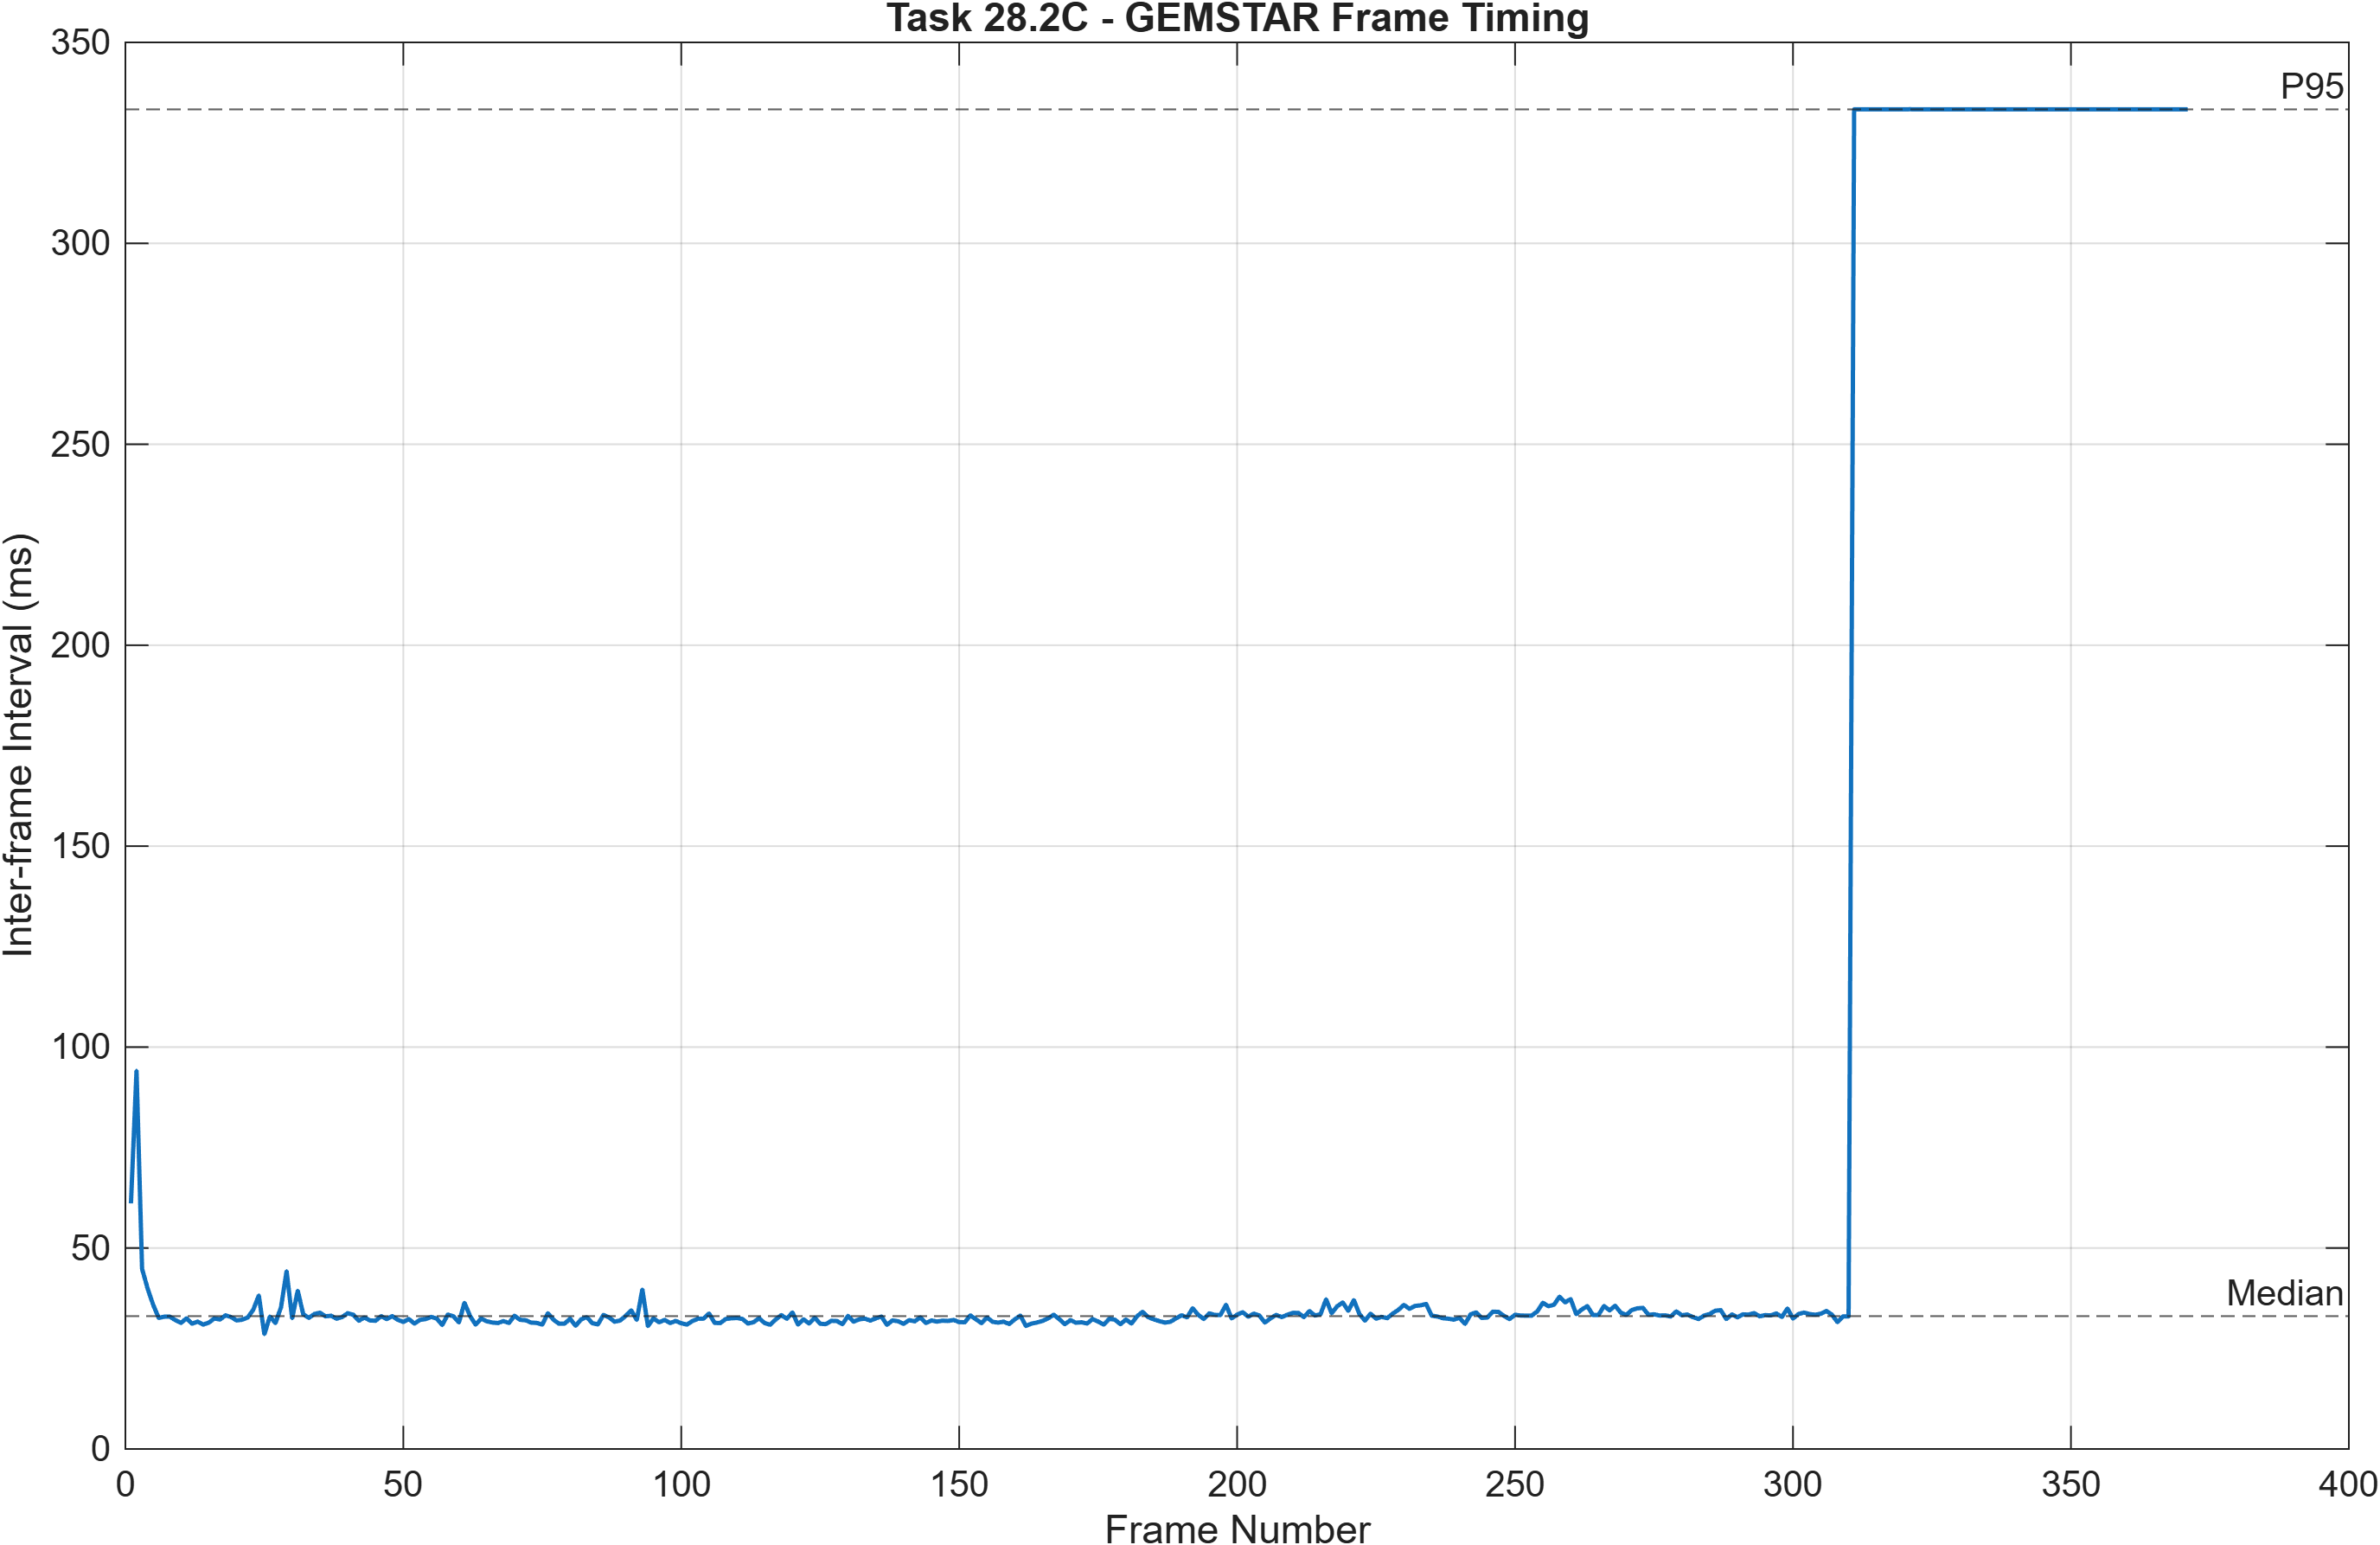 Task 28.2C - GEMSTAR Frame Timing
350
P95
300
250
200
150
100
50
Median
0
0 50 100 150 200 250 300 350 400
Frame Number
Inter-frame Interval (ms)